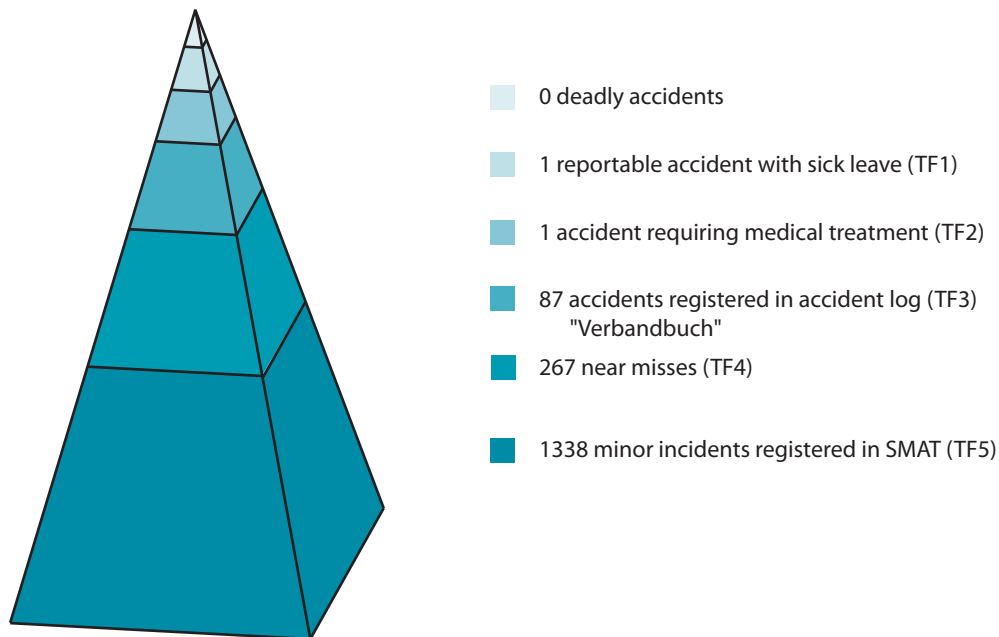 0 deadly accidents
1 reportable accident with sick leave (TF1)
1 accident requiring medical treatment (TF2)
87 accidents registered in accident log (TF3)
"Verbandbuch"
267 near misses (TF4)
1338 minor incidents registered in SMAT (TF5)